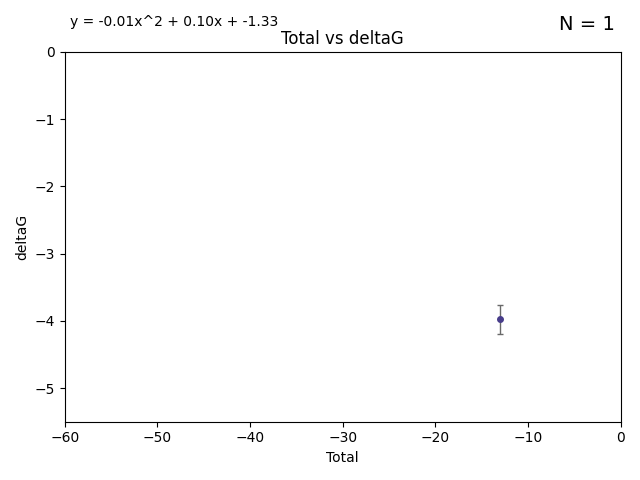 y = -0.01x^2 + 0.10x + -1.33
N = 1
Total vs deltaG
0
−1
−2
−3
−4
−5
deltaG
−60 −50 −40 −30 −20 −10 0
Total